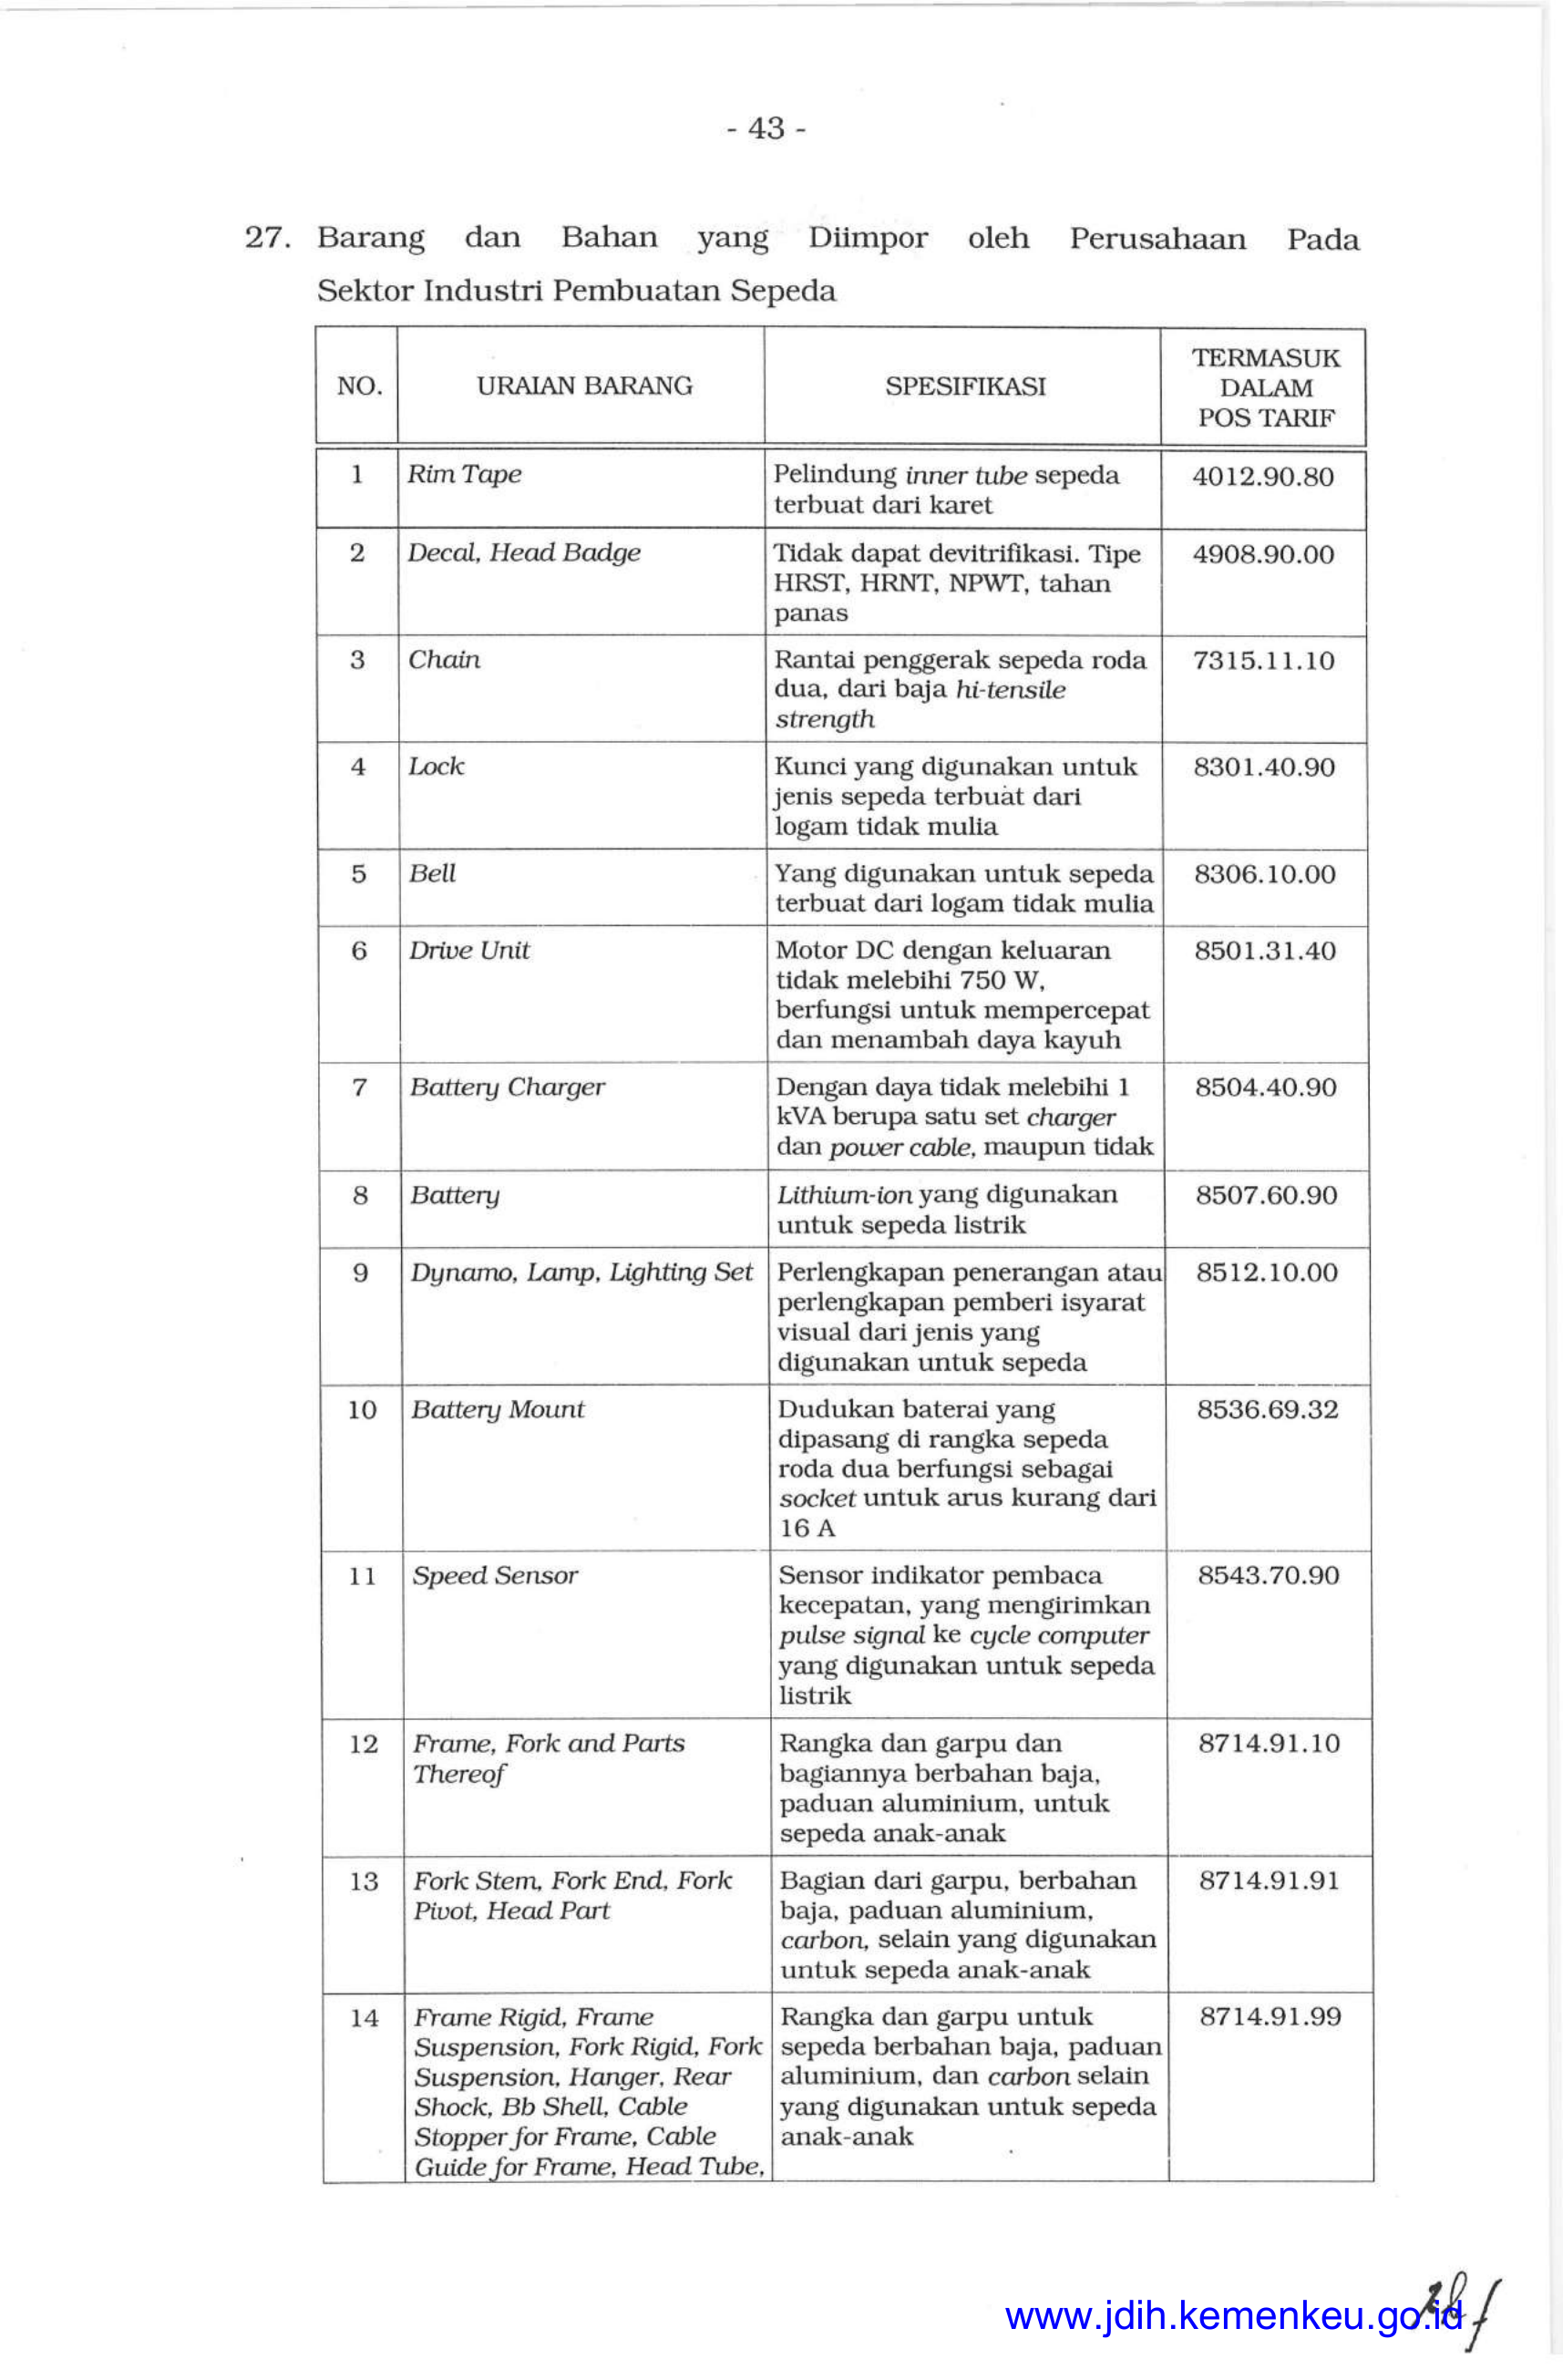 - 43 -
27. Barang dan Bahan yang Diimpor oleh Perusahaan Pada
Sektor Industri Pembuatan Sepeda
NO.
URAIAN BARANG
SPESIFIKASI
TERMASUK
DALAM
POS TARIF
1
Rim Tape
Pelindung inner tube sepeda
terbuat dari karet
4012.90.80
2
Decal, Head Badge
Tidak dapat devitrifikasi. Tipe
HRST, HRNT, NPWT, tahan
panas
4908.90.00
3
Chain
Rantai penggerak sepeda roda
dua, dari baja hi-tensile
strength
7315.11.10
4
Lock
Kunci yang digunakan untuk
jenis sepeda terbuat dari
logam tidak mulia
8301.40.90
5
Bell
Yang digunakan untuk sepeda
terbuat dari logam tidak mulia
8306.10.00
6
Drive Unit
Motor DC dengan keluaran
tidak melebihi 750 W,
berfungsi untuk mempercepat
dan menambah daya kayuh
8501.31.40
7
Battery Charger
Dengan daya tidak melebihi 1
kVA berupa satu set charger
dan power cable, maupun tidak
8504.40.90
8
Battery
Lithium-ion yang digunakan
untuk sepeda listrik
8507.60.90
9
Dynamo, Lamp, Lighting Set
Perlengkapan penerangan atau
perlengkapan pemberi isyarat
visual dari jenis yang
digunakan untuk sepeda
8512.10.00
10
Battery Mount
Dudukan baterai yang
dipasang di rangka sepeda
roda dua berfungsi sebagai
socket untuk arus kurang dari
16 A
8536.69.32
11
Speed Sensor
Sensor indikator pembaca
kecepatan, yang mengirimkan
pulse signal ke cycle computer
yang digunakan untuk sepeda
listrik
8543.70.90
12
Frame, Fork and Parts
Thereof
Rangka dan garpu dan
bagiannya berbahan baja,
paduan aluminium, untuk
sepeda anak-anak
8714.91.10
13
Fork Stem, Fork End, Fork
Pivot, Head Part
Bagian dari garpu, berbahan
baja, paduan aluminium,
carbon, selain yang digunakan
untuk sepeda anak-anak
8714.91.91
14
Frame Rigid, Frame
Suspension, Fork Rigid, Fork
Suspension, Hanger, Rear
Shock, Bb Shell, Cable
Stopper for Frame, Cable
Guide for Frame, Head Tube,
Rangka dan garpu untuk
sepeda berbahan baja, paduan
aluminium, dan carbon selain
yang digunakan untuk sepeda
anak-anak
8714.91.99
www.jdih.kemenkeu.go.id